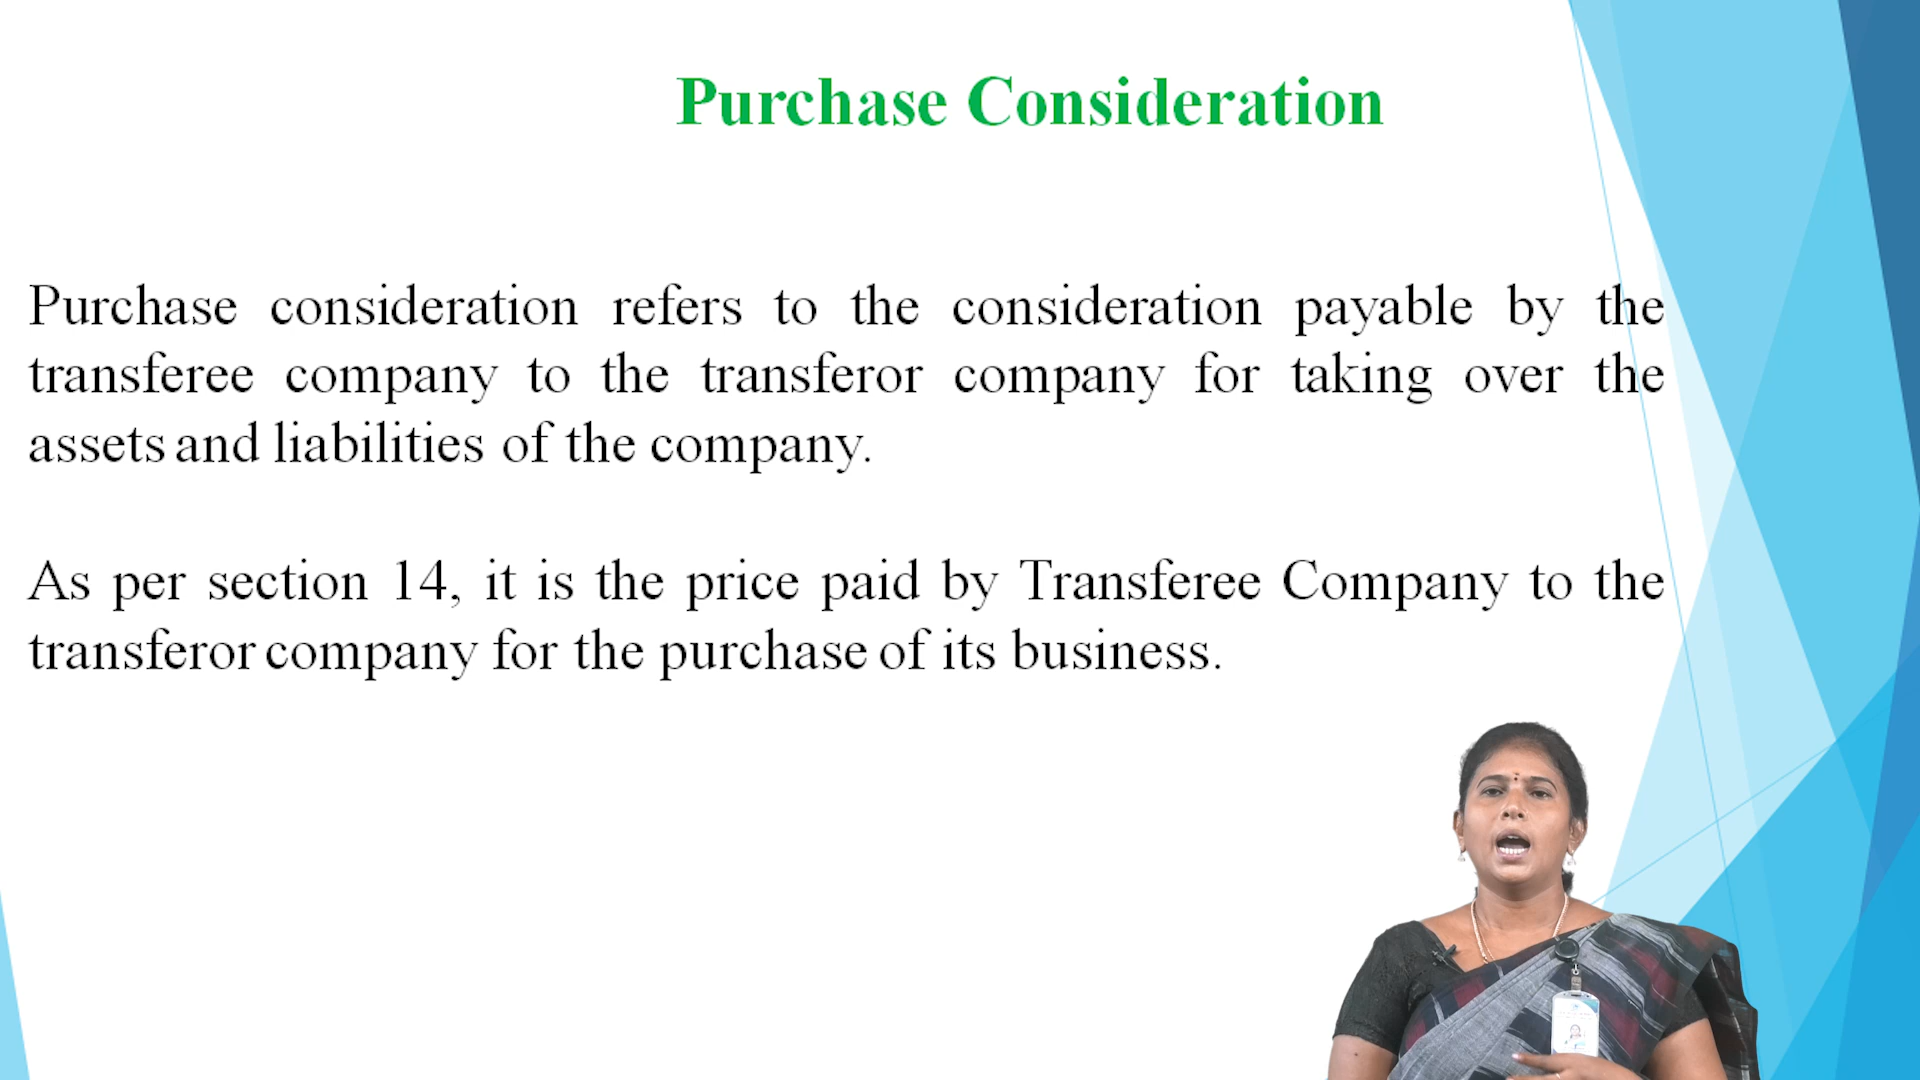 Purchase Consideration
Purchase consideration refers to the consideration payable by the
transferee company to the transferor company for taking over the
assets and liabilities of the company.
As per section 14, it is the price paid by Transferee Company to the
transferor company for the purchase of its business.